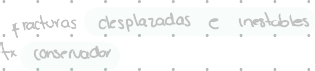 fracturas desplazadas e inestables
tx conservador